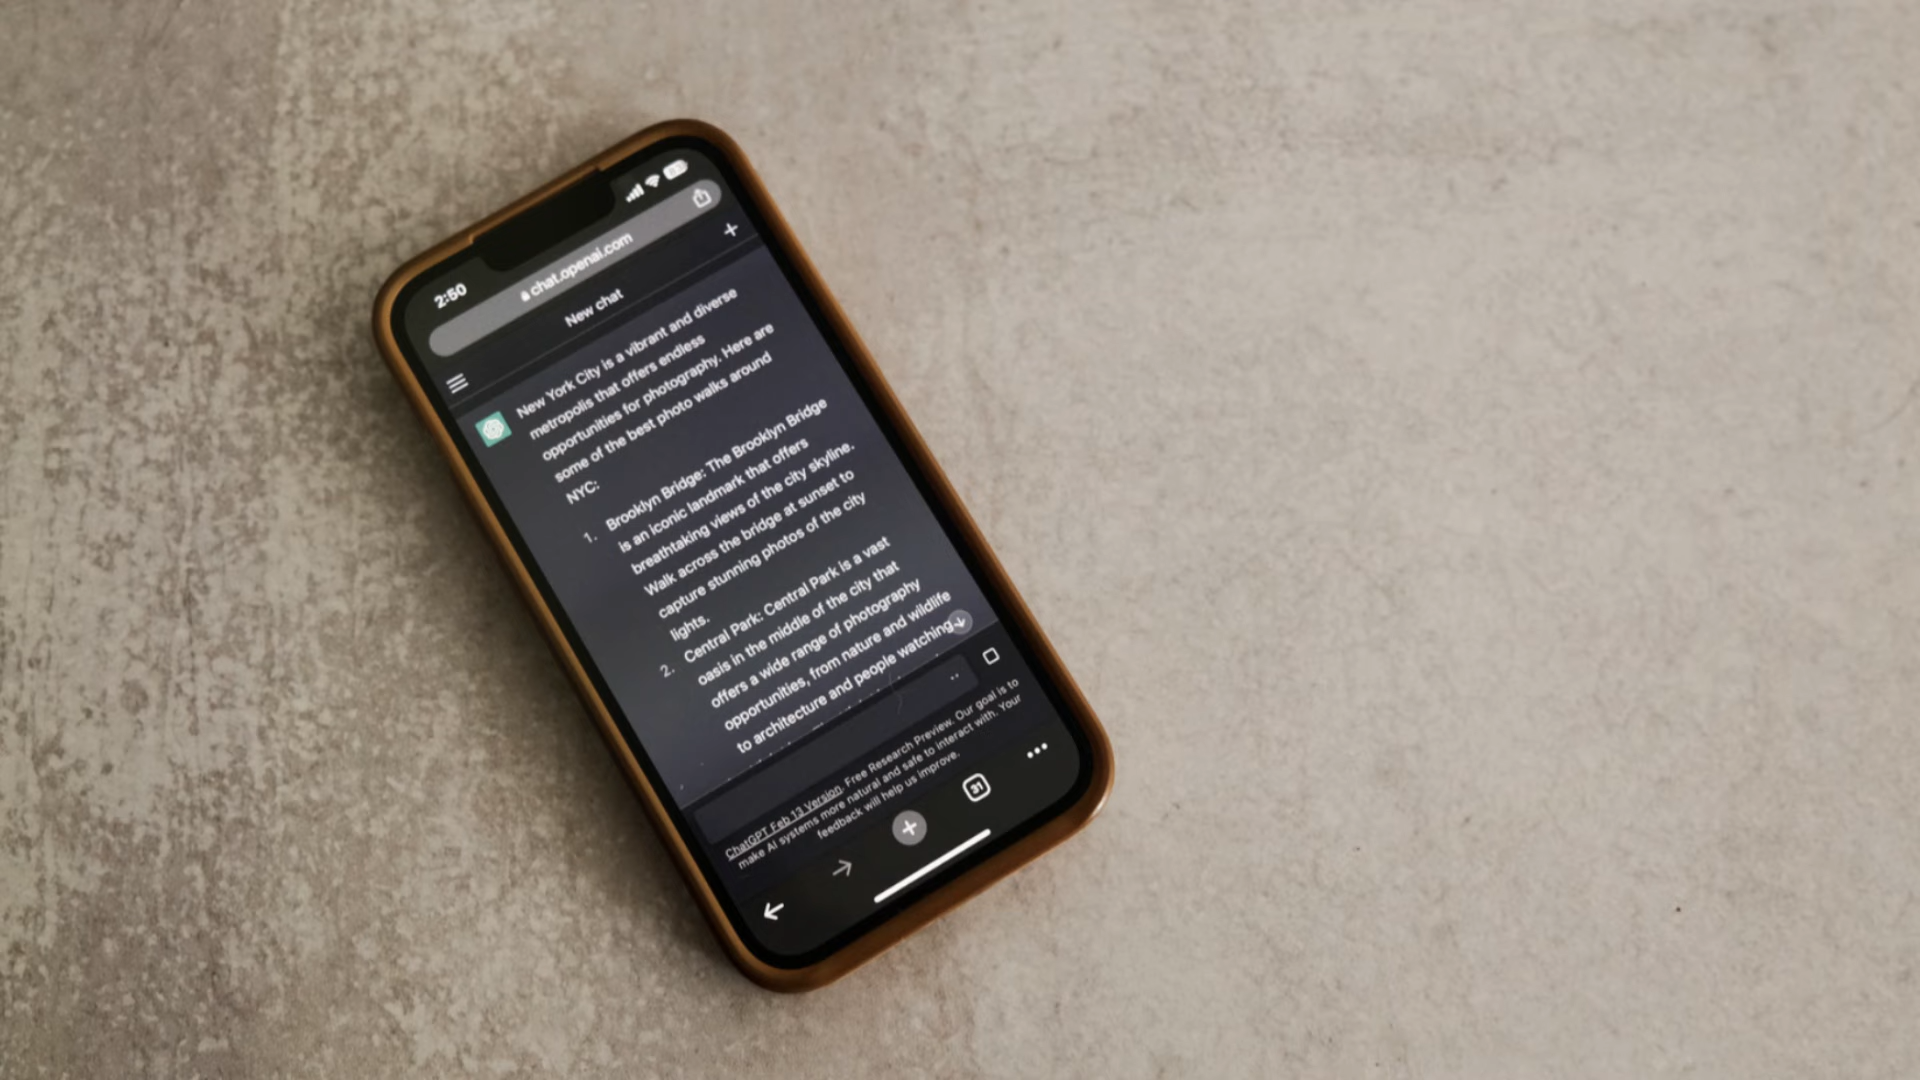 2:50
chat.openai.com
New chat
New York City is a vibrant and diverse
metropolis that offers endless
opportunities for photography. Here are
some of the best photo walks around
NYC:
1. Brooklyn Bridge: The Brooklyn Bridge
is an iconic landmark that offers
breathtaking views of the city skyline.
Walk across the bridge at sunset to
capture stunning photos of the city
lights.
2. Central Park: Central Park is a vast
oasis in the middle of the city that
offers a wide range of photography
opportunities, from nature and wildlife
to architecture and people watching.
ChatGPT Feb 13 Version. Free Research Preview. Our goal is to
make AI systems more natural and safe to interact with. Your
feedback will help us improve.
31